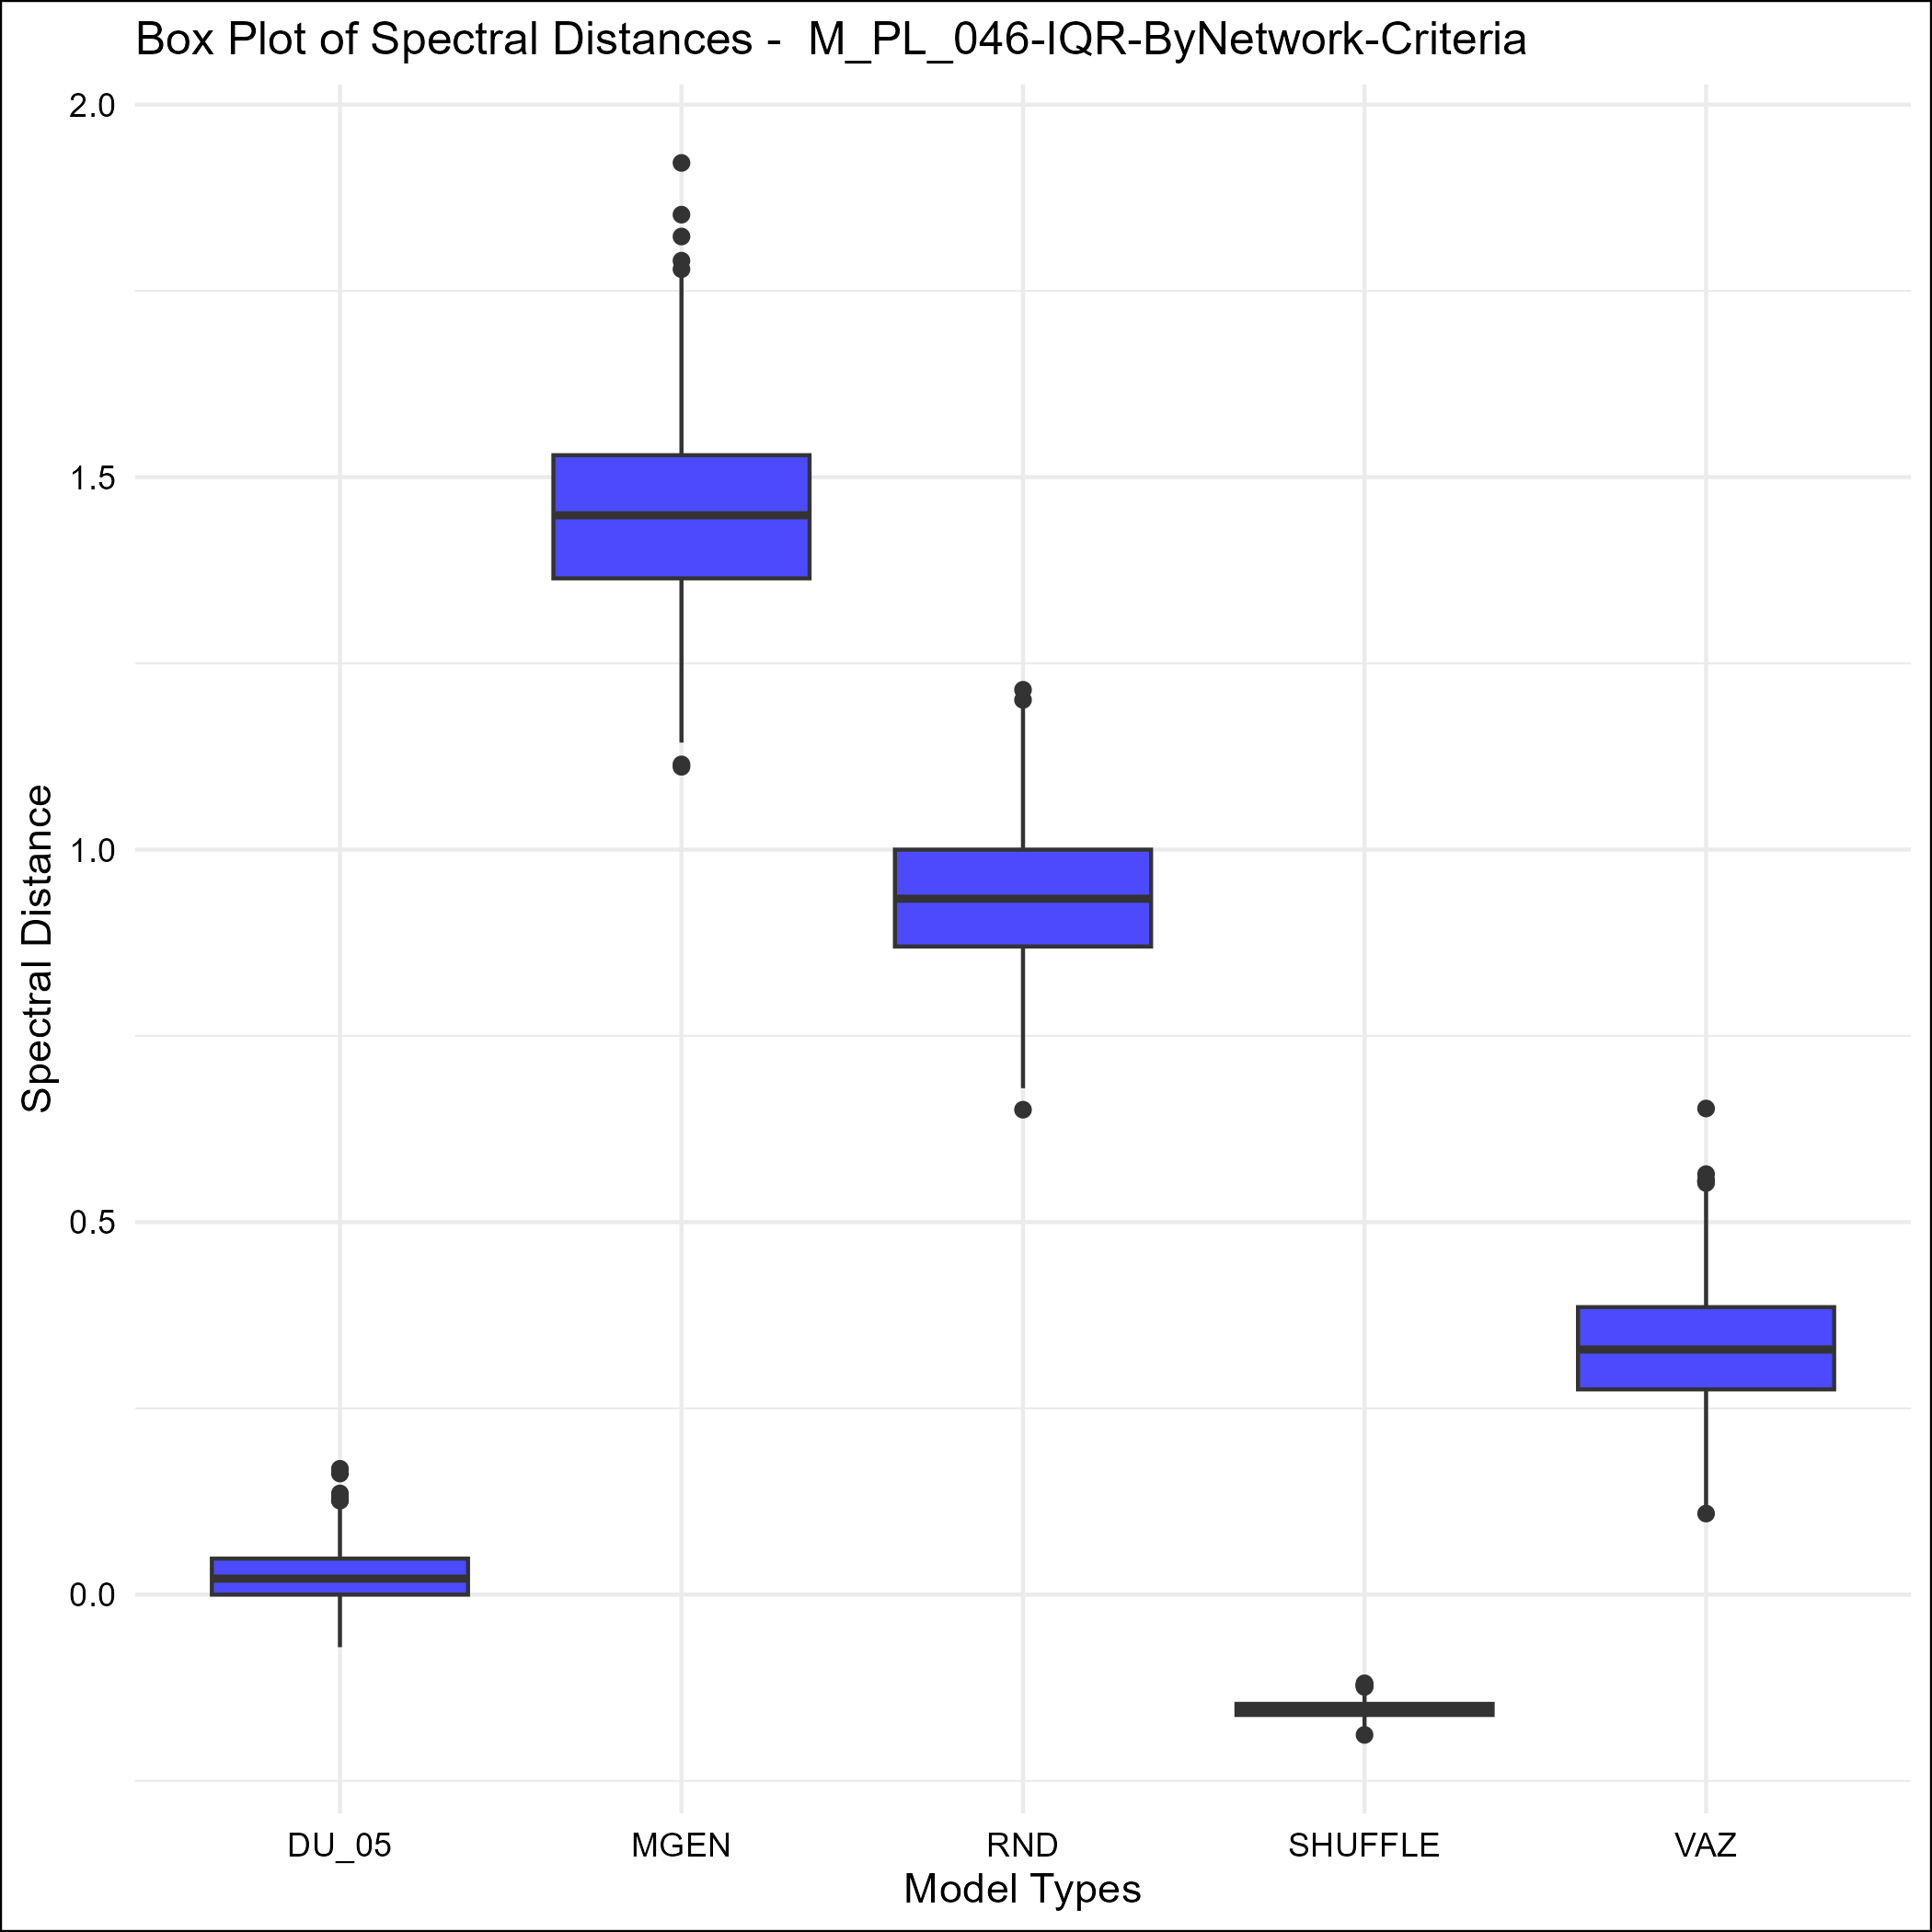 Box Plot of Spectral Distances -  M_PL_046-IQR-ByNetwork-Criteria
Spectral Distance
2.0
1.5
1.0
0.5
0.0
DU_05 MGEN RND SHUFFLE VAZ
Model Types